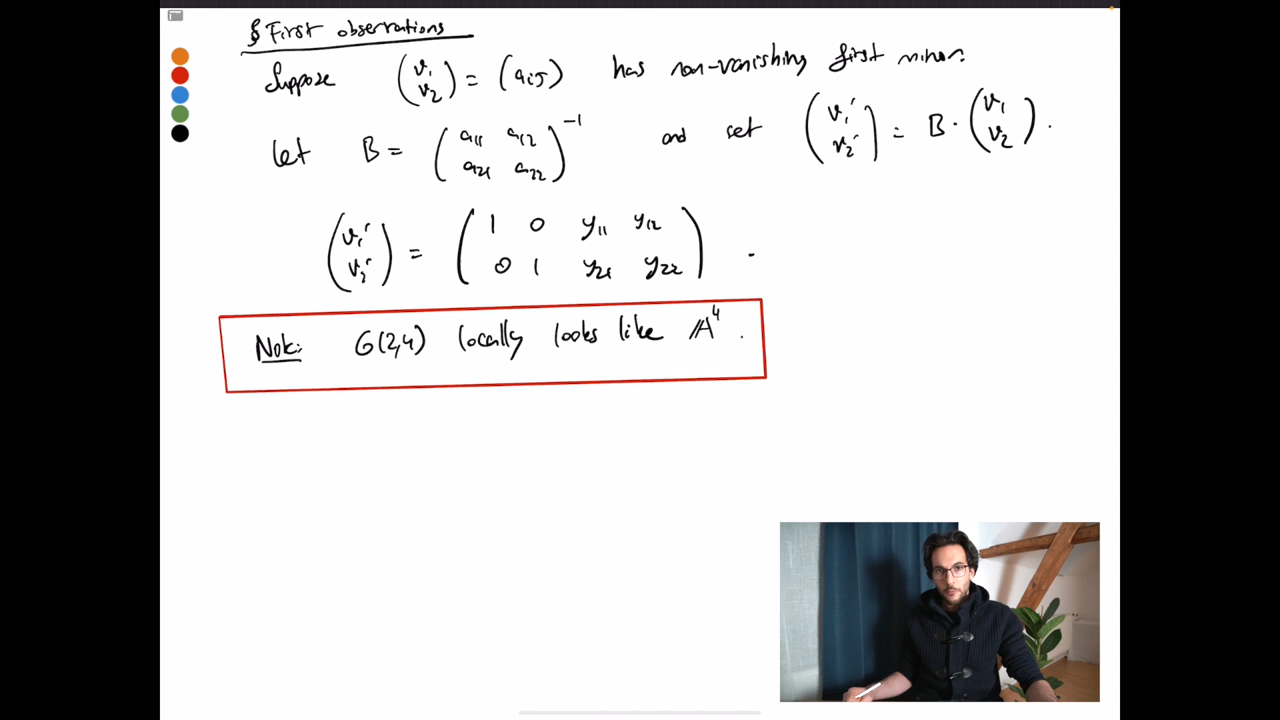 § First observations
Suppose (v₁ v₂) = (aᵢⱼ) has non-vanishing first minor.
Let B = (a₁₁ a₁₂ a₂₁ a₂₂)⁻¹ and set (v₁′ v₂′) = B · (v₁ v₂).
(v₁′ v₂′) = (1 0 y₁₁ y₁₂
0 1 y₂₁ y₂₂).
Note: G(2,4) locally looks like 𝔸⁴.